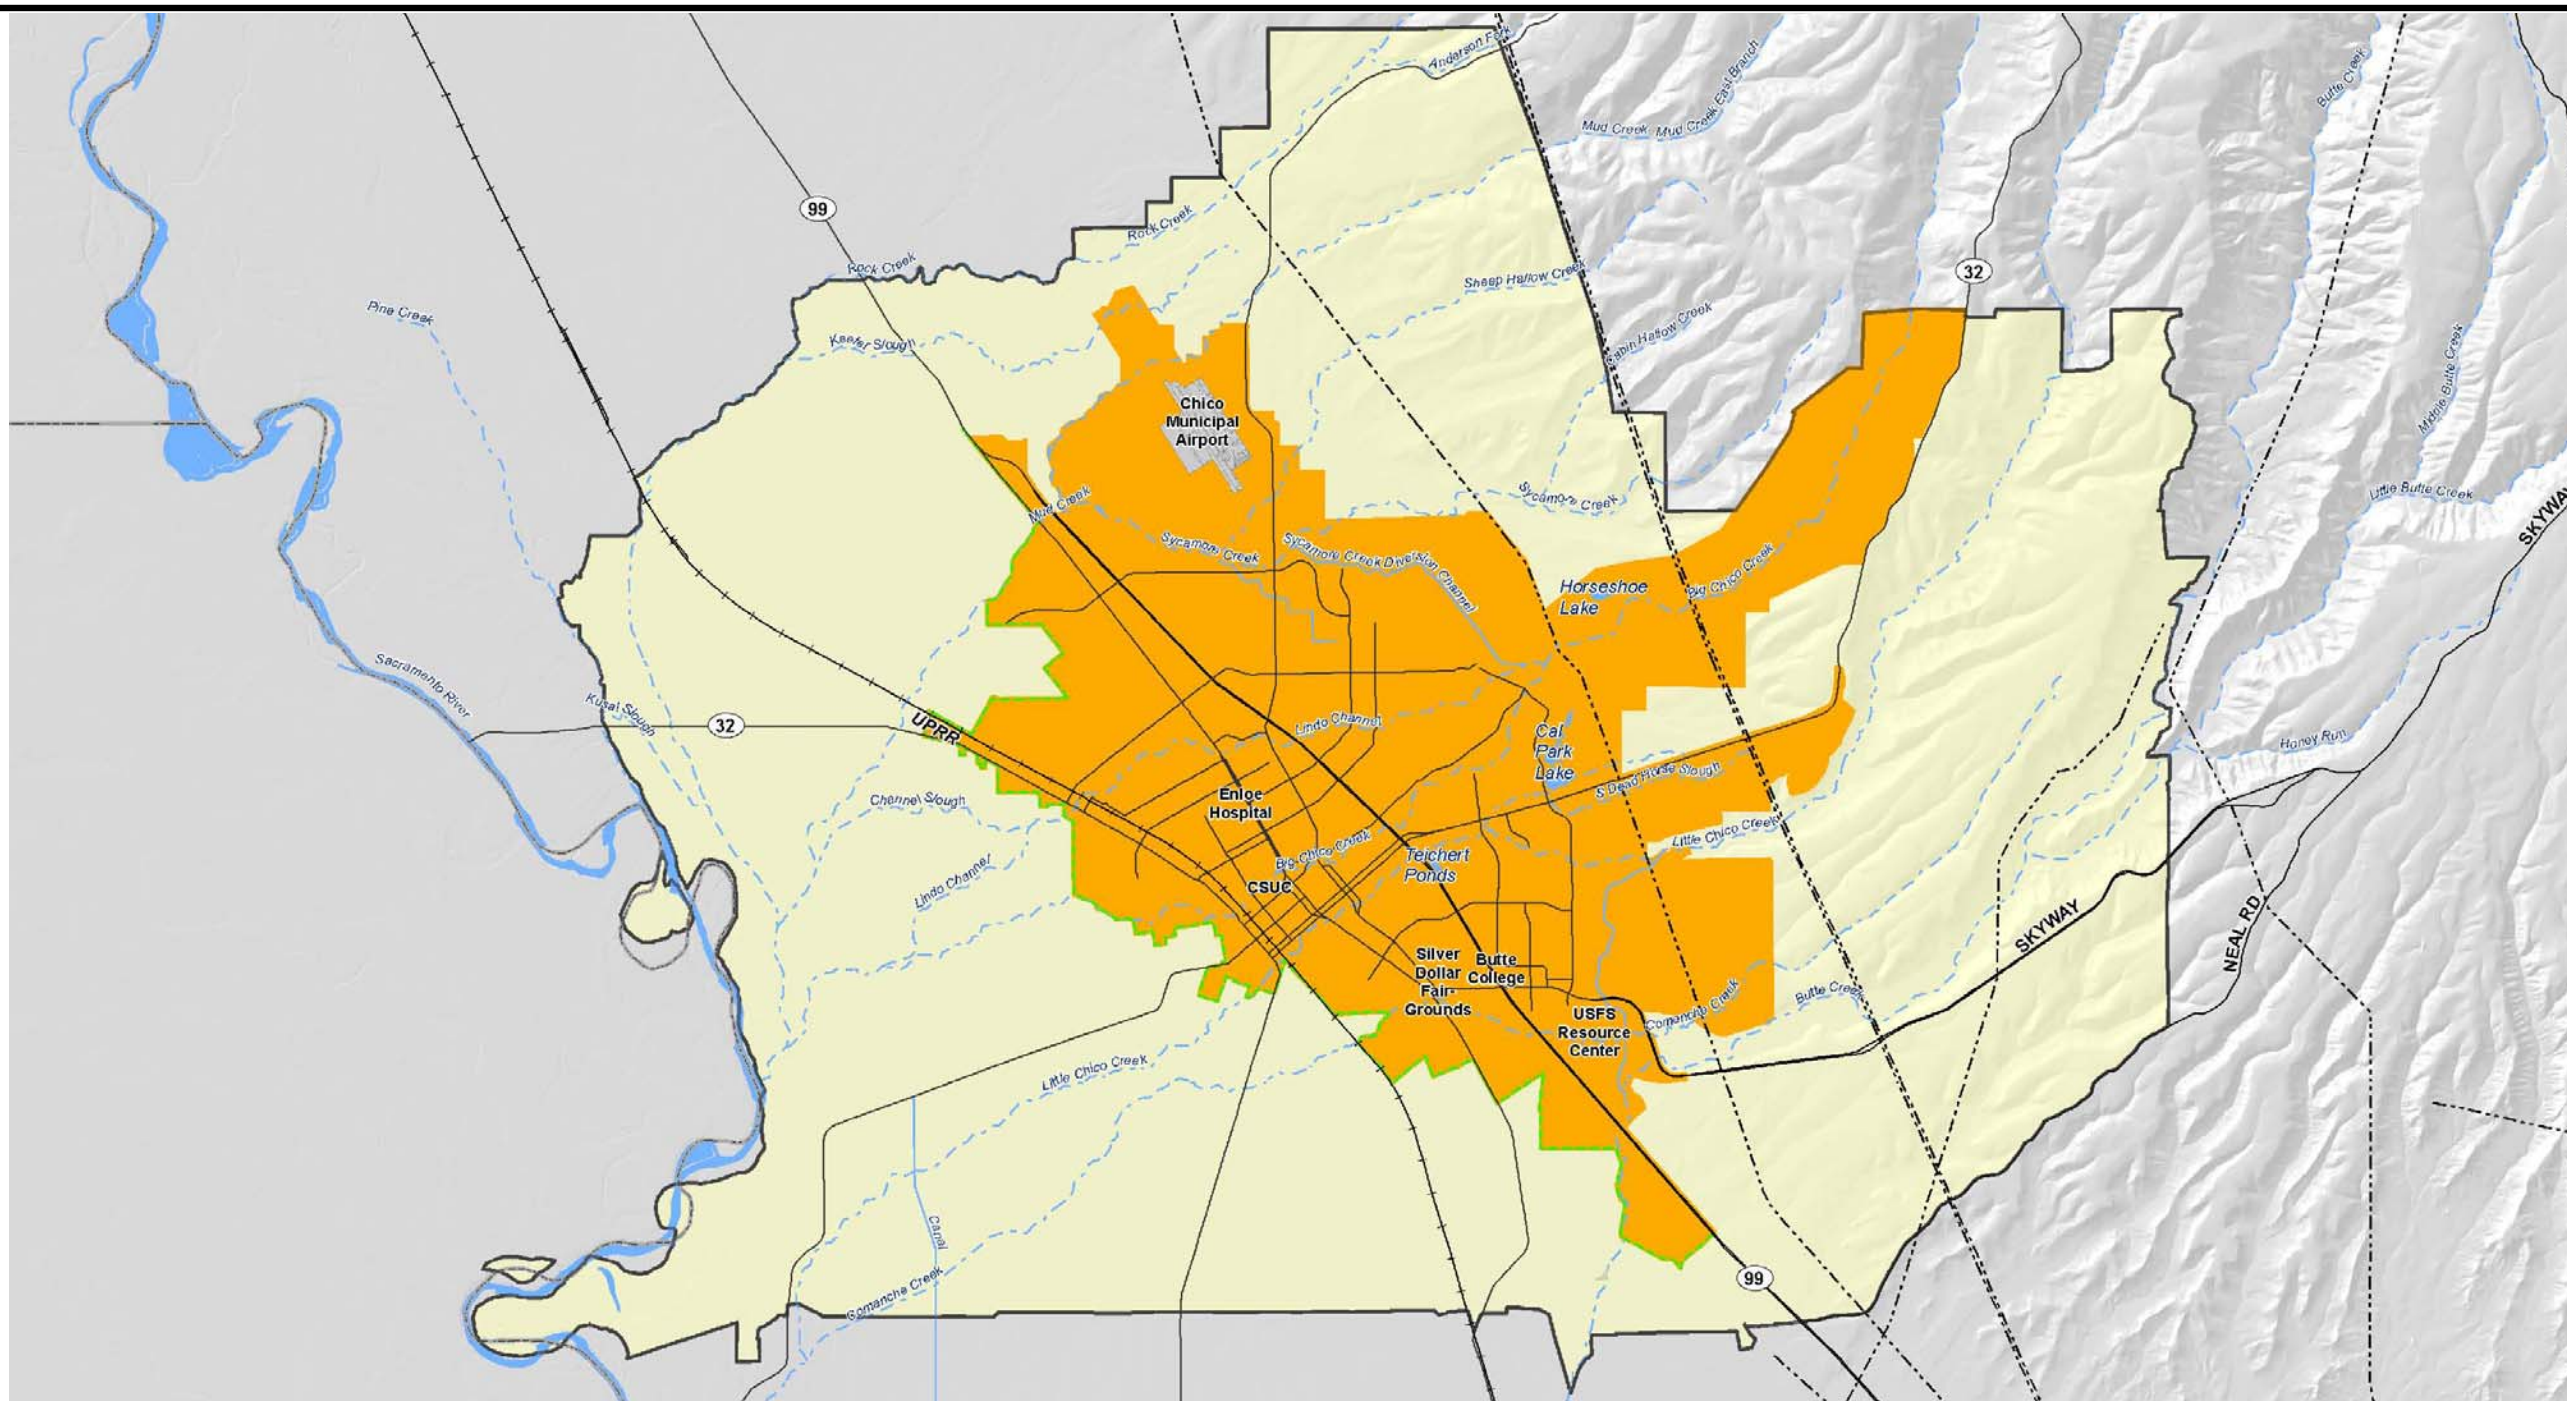 Anderson Fork
Butte Creek
Mud Creek
Mud Creek East Branch
99
Rock Creek
Rock Creek
32
Sheep Hallow Creek
Pine Creek
Keefer Slough
Cabin Hallow Creek
Middle Butte Creek
Chico
Municipal
Airport
Little Butte Creek
SKYWAY
Mud Creek
Sycamore Creek
Sycamore Creek
Sycamore Creek Diversion Channel
Big Chico Creek
Horseshoe
Lake
Sacramento River
Kusal Slough
32
UPRR
Lindo Channel
Cal
Park
Lake
Honey Run
S Dead Horse Slough
Enloe
Hospital
Channel Slough
Little Chico Creek
Big Chico Creek
Teichert
Ponds
Lindo Channel
CSUC
SKYWAY
NEAL RD
Silver
Dollar
Fair-
Grounds
Butte
College
Comanche Creek
Butte Creek
USFS
Resource
Center
Little Chico Creek
Canal
Comanche Creek
99